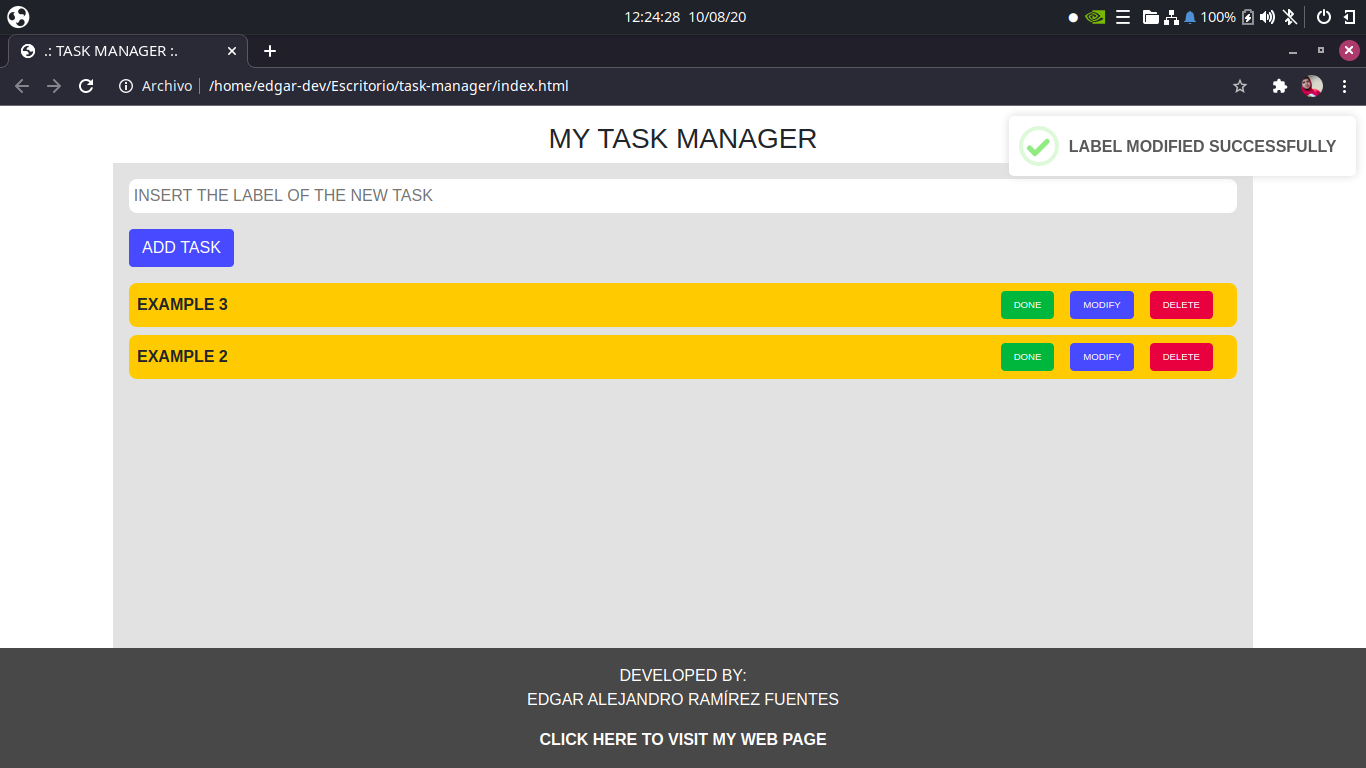 12:24:28 10/08/20
100%
.: TASK MANAGER :.
Archivo /home/edgar-dev/Escritorio/task-manager/index.html
MY TASK MANAGER
LABEL MODIFIED SUCCESSFULLY
INSERT THE LABEL OF THE NEW TASK
ADD TASK
EXAMPLE 3 DONE MODIFY DELETE
EXAMPLE 2 DONE MODIFY DELETE
DEVELOPED BY:
EDGAR ALEJANDRO RAMÍREZ FUENTES
CLICK HERE TO VISIT MY WEB PAGE